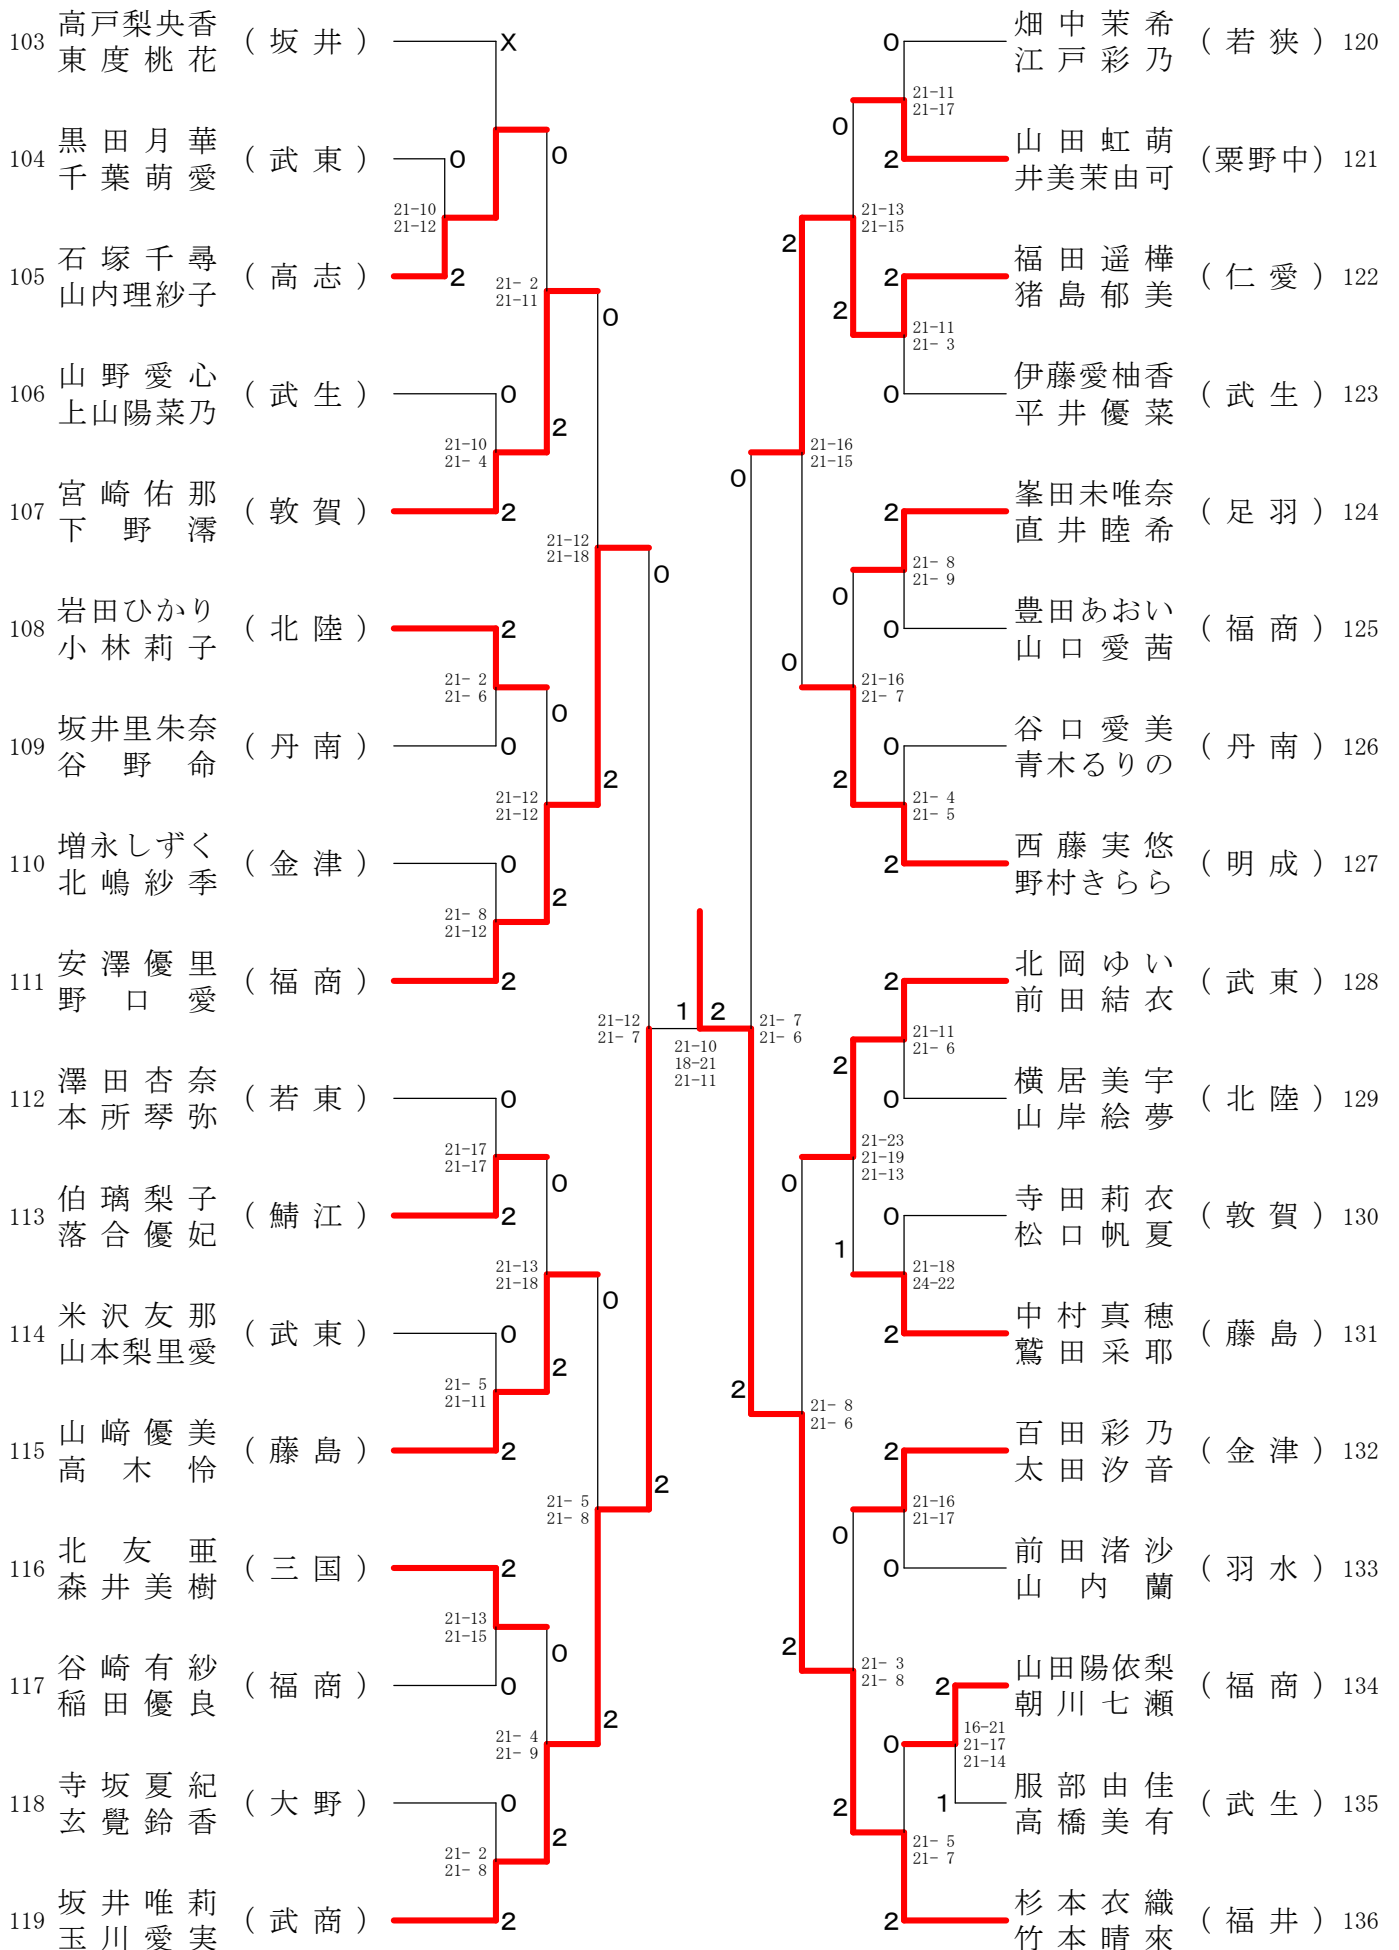 103 高戸梨央香 東度桃花 (坂井) X
104 黒田月華 千葉萌愛 (武東) 0
21-10
21-12
0
105 石塚千尋 山内理紗子 (高志) 2
21- 2
21-11
0
106 山野愛心 上山陽菜乃 (武生) 0
21-10
21- 4
2
107 宮崎佑那 下野澪 (敦賀) 2
21-12
21-18
0
108 岩田ひかり 小林莉子 (北陸) 2
21- 2
21- 6
0
109 坂井里朱奈 谷野命 (丹南) 0
21-12
21-12
2
110 増永しずく 北嶋紗季 (金津) 0
21- 8
21-12
2
111 安澤優里 野口愛 (福商) 2
21-12
21- 7
112 澤田杏奈 本所琴弥 (若東) 0
21-17
21-17
0
113 伯璃梨子 落合優妃 (鯖江) 2
21-13
21-18
0
114 米沢友那 山本梨里愛 (武東) 0
21- 5
21-11
2
115 山﨑優美 高木怜 (藤島) 2
21- 5
21- 8
2
116 北友亜 森井美樹 (三国) 2
21-13
21-15
0
117 谷崎有紗 稲田優良 (福商) 0
21- 4
21- 9
2
118 寺坂夏紀 玄覺鈴香 (大野) 0
21- 2
21- 8
2
119 坂井唯莉 玉川愛実 (武商) 2
1 2
21-10
18-21
21-11
0 畑中茉希 江戸彩乃 (若狭) 120
21-11
21-17
0
2 山田虹萌 井美茉由可 (粟野中) 121
21-13
21-15
2
2 福田遥樺 猪島郁美 (仁愛) 122
21-11
21- 3
2
0 伊藤愛柚香 平井優菜 (武生) 123
21-16
21-15
0
2 峯田未唯奈 直井睦希 (足羽) 124
21- 8
21- 9
0
0 豊田あおい 山口愛茜 (福商) 125
21-16
21- 7
0
0 谷口愛美 青木るりの (丹南) 126
21- 4
21- 5
2
2 西藤実悠 野村きらら (明成) 127
21- 7
21- 6
2 北岡ゆい 前田結衣 (武東) 128
21-11
21- 6
2
0 横居美宇 山岸絵夢 (北陸) 129
21-23
21-19
21-13
0
0 寺田莉衣 松口帆夏 (敦賀) 130
21-18
24-22
1
2 中村真穂 鷲田采耶 (藤島) 131
21- 8
21- 6
2
2 百田彩乃 太田汐音 (金津) 132
21-16
21-17
0
0 前田渚沙 山内蘭 (羽水) 133
21- 3
21- 8
2
2 山田陽依梨 朝川七瀬 (福商) 134
16-21
21-17
21-14
0
1 服部由佳 高橋美有 (武生) 135
21- 5
21- 7
2
2 杉本衣織 竹本晴來 (福井) 136